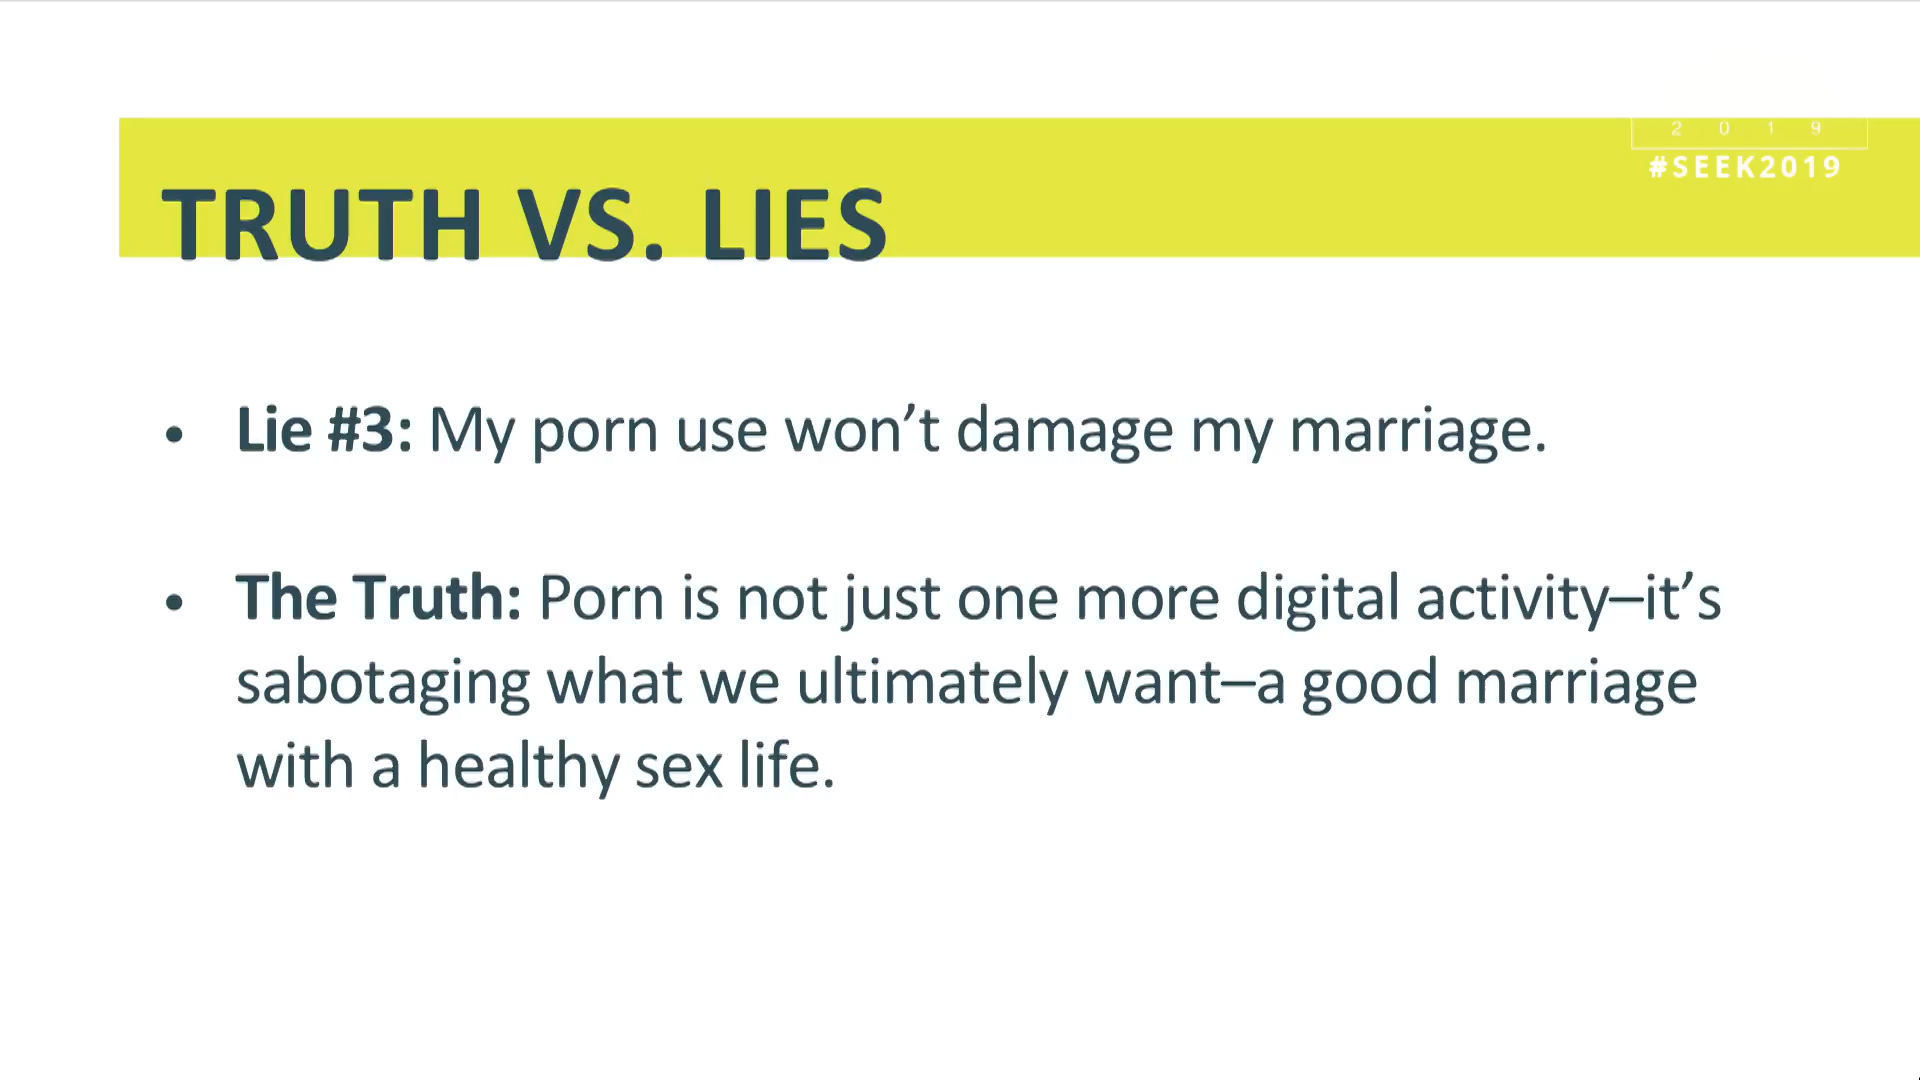 2 0 1 9
#SEEK2019
TRUTH VS. LIES
• Lie #3: My porn use won’t damage my marriage.
• The Truth: Porn is not just one more digital activity–it’s
sabotaging what we ultimately want–a good marriage
with a healthy sex life.